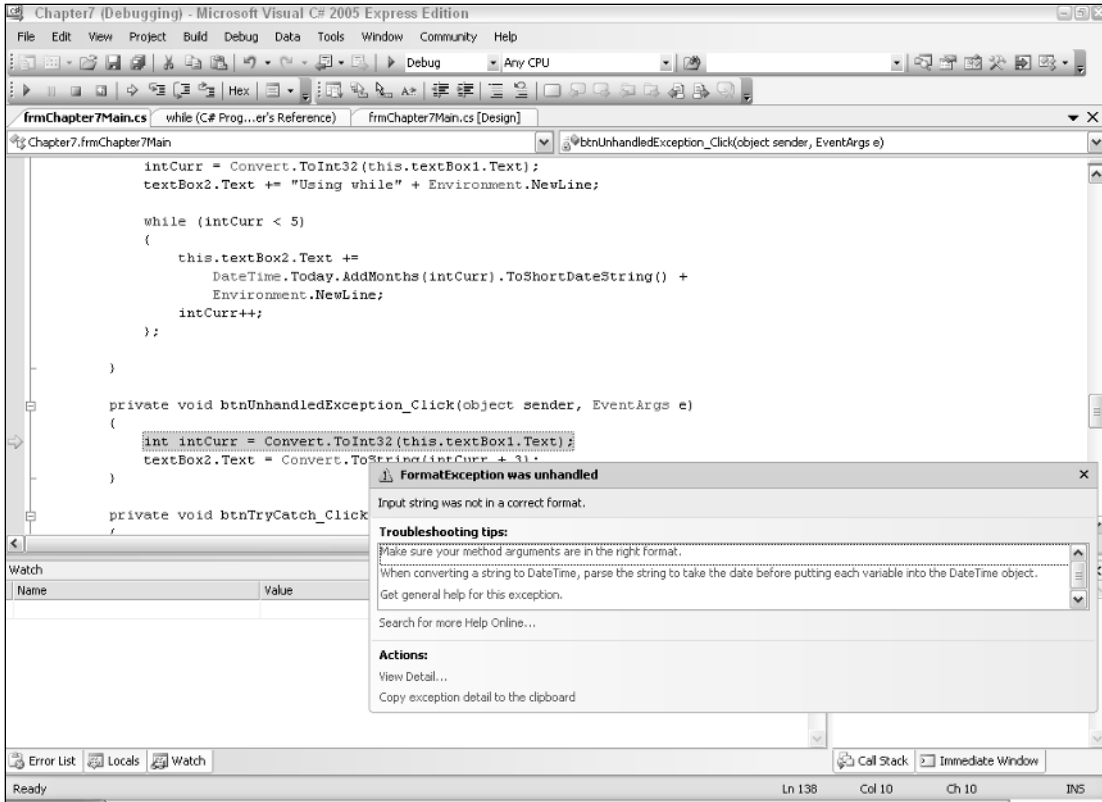 Chapter7 (Debugging) - Microsoft Visual C# 2005 Express Edition
File Edit View Project Build Debug Data Tools Window Community Help
Debug Any CPU
Hex
frmChapter7Main.cs while (C# Prog...er's Reference) frmChapter7Main.cs [Design]
Chapter7.frmChapter7Main btnUnhandledException_Click(object sender, EventArgs e)
intCurr = Convert.ToInt32(this.textBox1.Text);
textBox2.Text += "Using while" + Environment.NewLine;
while (intCurr < 5)
{
this.textBox2.Text +=
DateTime.Today.AddMonths(intCurr).ToShortDateString() +
Environment.NewLine;
intCurr++;
};
}
private void btnUnhandledException_Click(object sender, EventArgs e)
{
int intCurr = Convert.ToInt32(this.textBox1.Text);
textBox2.Text = Convert.ToString(intCurr + 3);
}
private void btnTryCatch_Click
{
FormatException was unhandled
Input string was not in a correct format.
Troubleshooting tips:
Make sure your method arguments are in the right format.
When converting a string to DateTime, parse the string to take the date before putting each variable into the DateTime object.
Get general help for this exception.
Search for more Help Online...
Actions:
View Detail...
Copy exception detail to the clipboard
Watch
Name Value
Error List Locals Watch
Call Stack Immediate Window
Ready Ln 138 Col 10 Ch 10 INS